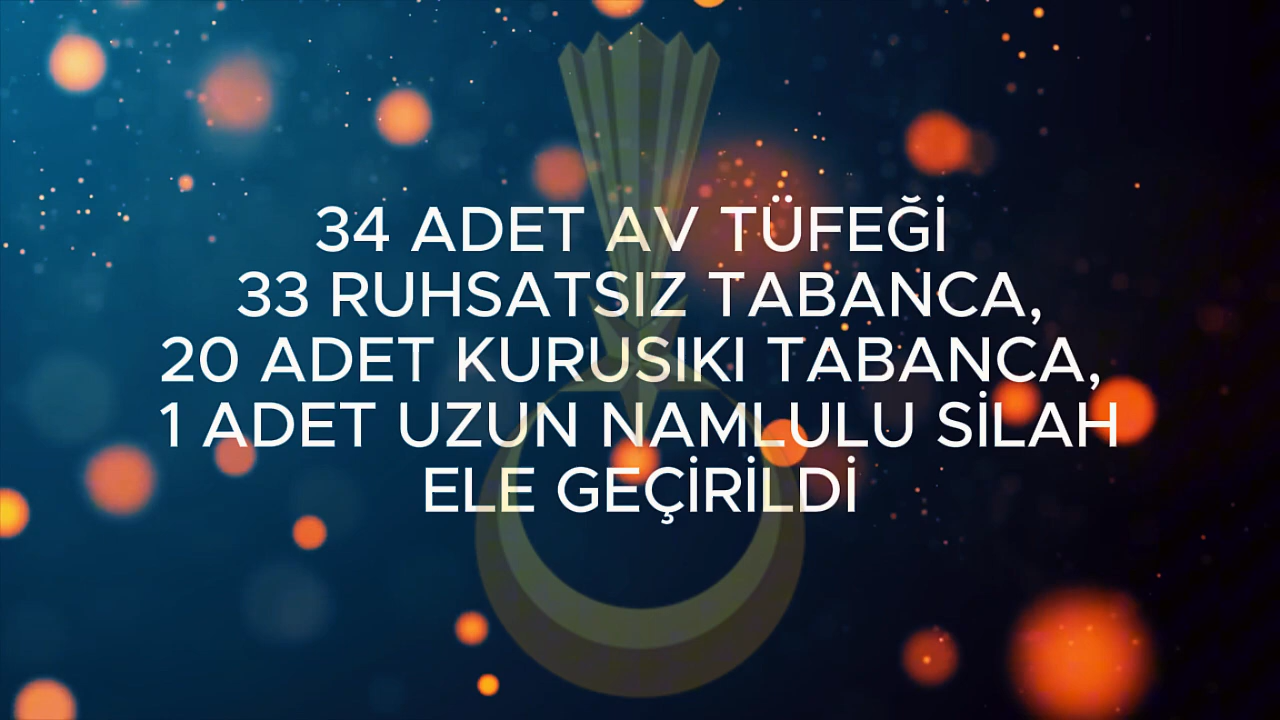 34 ADET AV TÜFEĞİ
33 RUHSATSIZ TABANCA,
20 ADET KURUSIKI TABANCA,
1 ADET UZUN NAMLULU SİLAH
ELE GEÇİRİLDİ